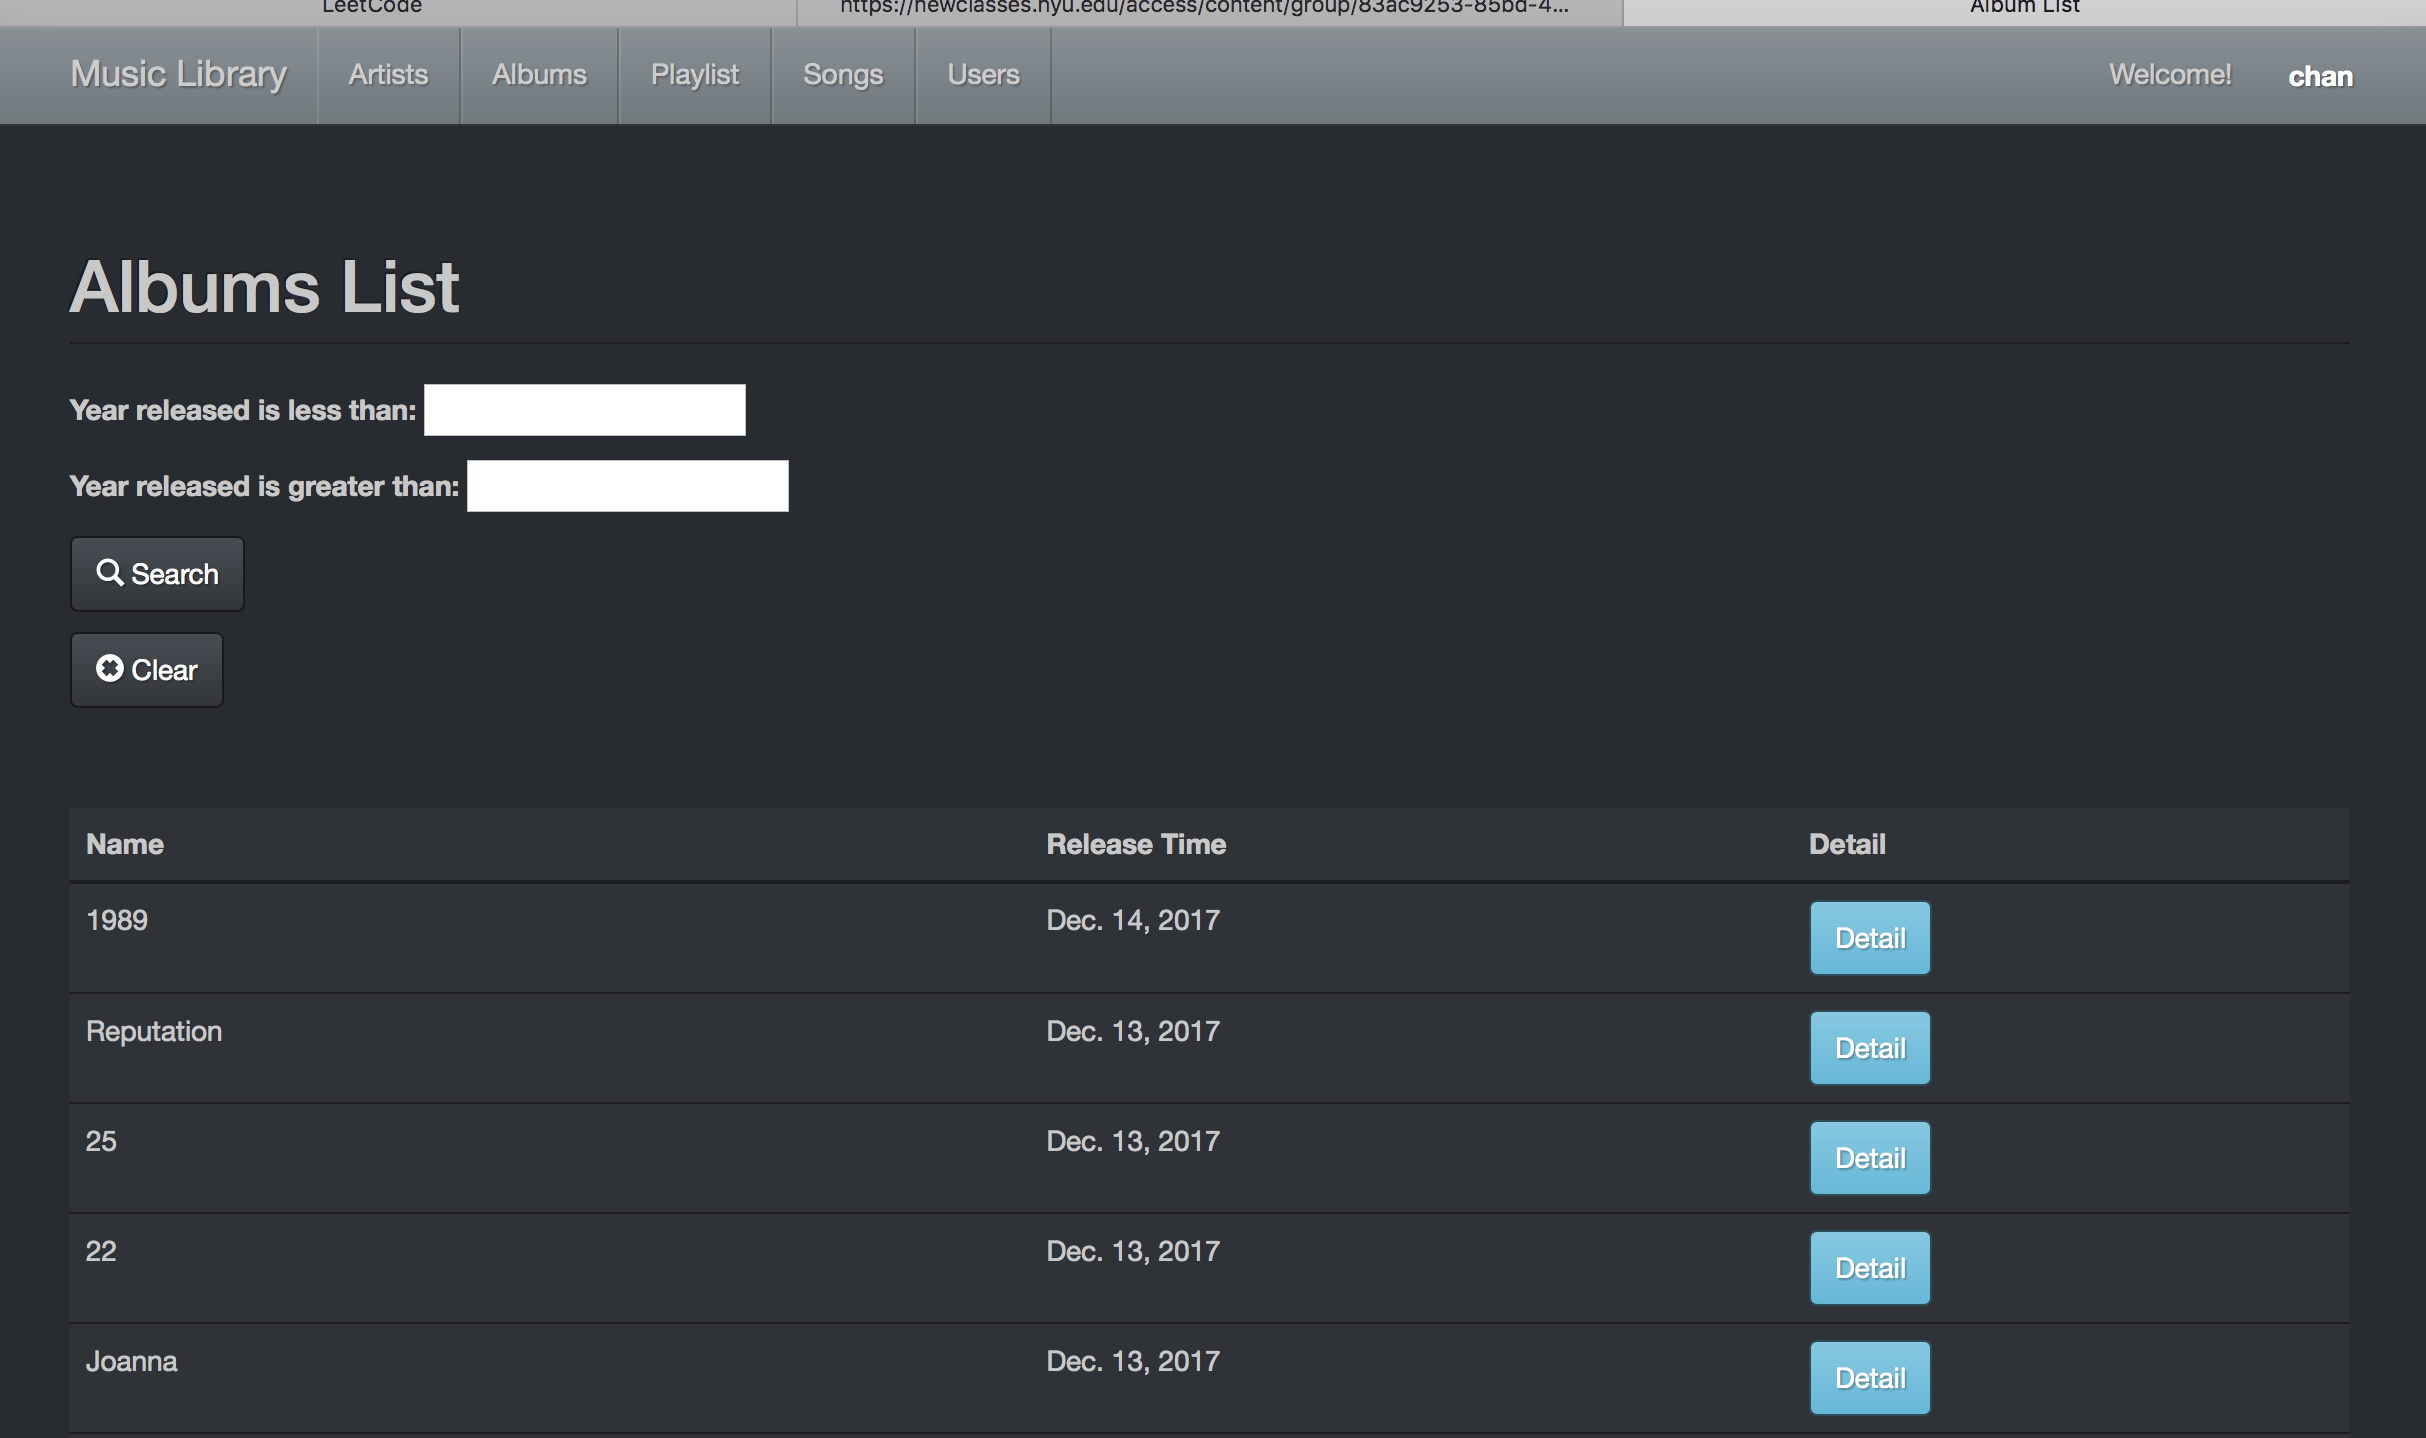 LeetCode https://newclasses.nyu.edu/access/content/group/83ac9253-85bd-4... Album List
Music Library Artists Albums Playlist Songs Users Welcome! chan
Albums List
Year released is less than:
Year released is greater than:
Search
Clear
Name Release Time Detail
1989 Dec. 14, 2017 Detail
Reputation Dec. 13, 2017 Detail
25 Dec. 13, 2017 Detail
22 Dec. 13, 2017 Detail
Joanna Dec. 13, 2017 Detail